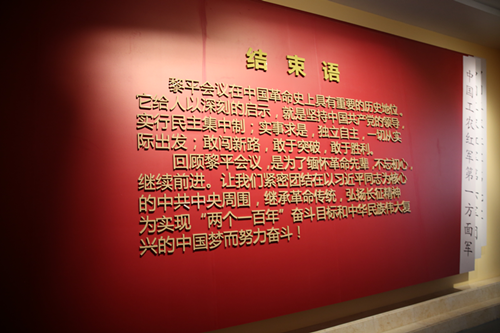 结束语
黎平会议在中国革命史上具有重要的历史地位，
它给人以深刻的启示，就是坚持中国共产党的领导，
实行民主集中制；实事求是，独立自主，一切从实
际出发；敢闯新路，敢于突破，敢于胜利。
回顾黎平会议，是为了缅怀革命先辈，不忘初心，
继续前进。让我们紧密团结在以习近平同志为核心
的中共中央周围，继承革命传统，弘扬长征精神
为实现“两个一百年”奋斗目标和中华民族伟大复
兴的中国梦而努力奋斗！
中国工农红军第一方面军